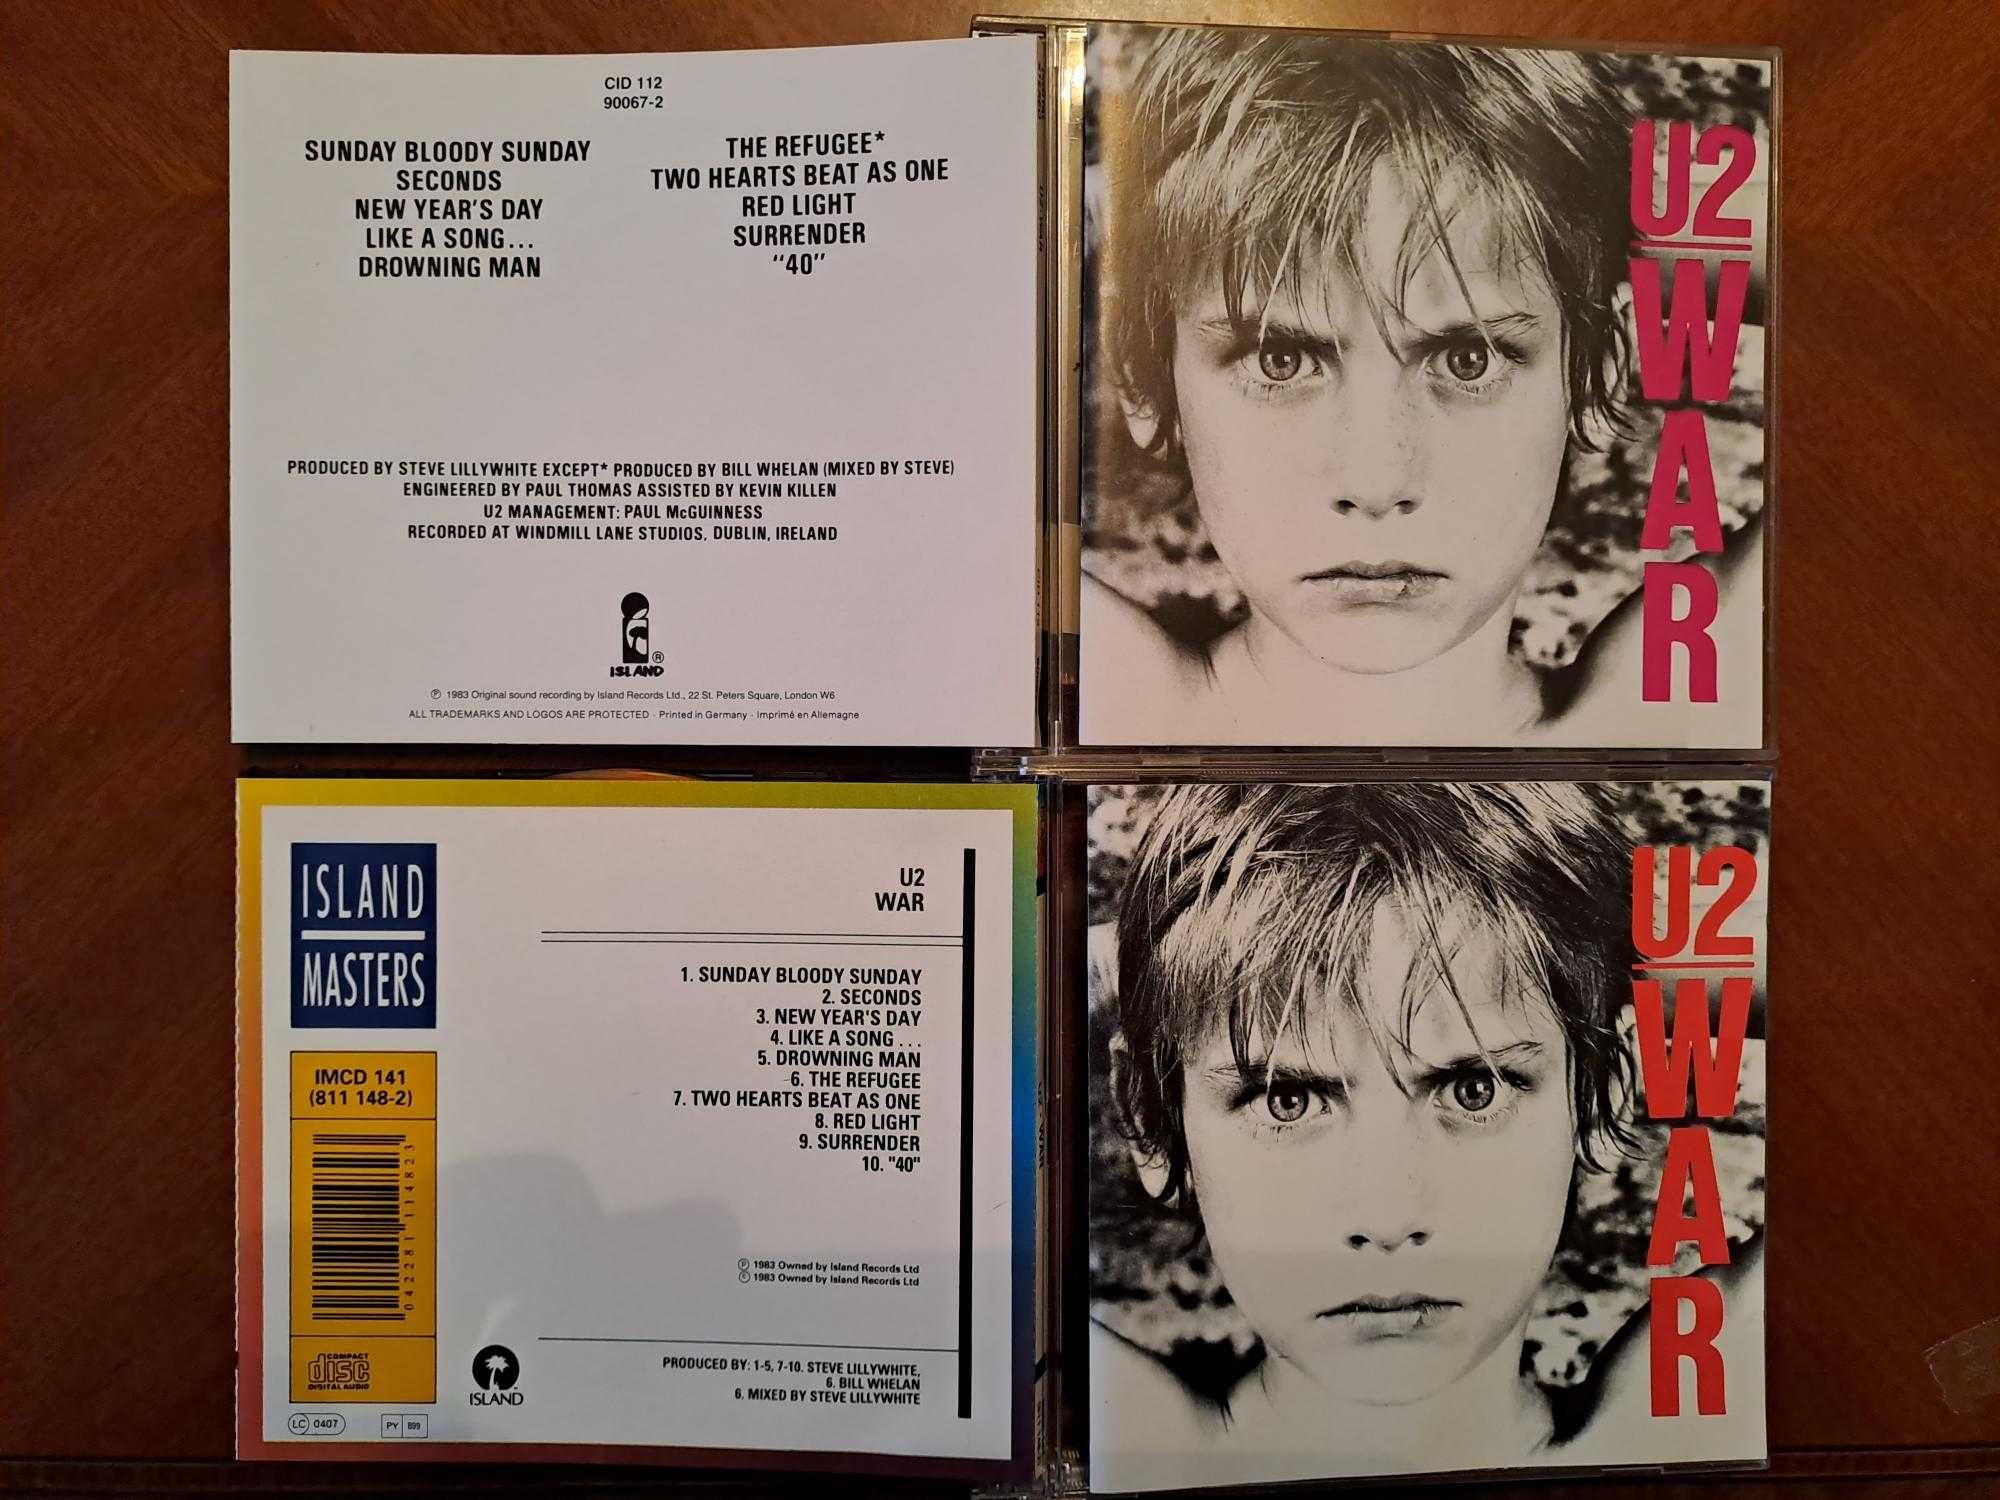 CID 112
90067-2
SUNDAY BLOODY SUNDAY
SECONDS
NEW YEAR'S DAY
LIKE A SONG...
DROWNING MAN
THE REFUGEE*
TWO HEARTS BEAT AS ONE
RED LIGHT
SURRENDER
"40"
PRODUCED BY STEVE LILLYWHITE EXCEPT* PRODUCED BY BILL WHELAN (MIXED BY STEVE)
ENGINEERED BY PAUL THOMAS ASSISTED BY KEVIN KILLEN
U2 MANAGEMENT: PAUL McGUINNESS
RECORDED AT WINDMILL LANE STUDIOS, DUBLIN, IRELAND
®
ISLAND
℗ 1983 Original sound recording by Island Records Ltd., 22 St. Peters Square, London W6
ALL TRADEMARKS AND LOGOS ARE PROTECTED · Printed in Germany · Imprimé en Allemagne
U2
WAR
ISLAND
MASTERS
IMCD 141
(811 148-2)
042281114823
COMPACT
disc
DIGITAL AUDIO
LC 0407
PY 899
U2
WAR
1. SUNDAY BLOODY SUNDAY
2. SECONDS
3. NEW YEAR'S DAY
4. LIKE A SONG ...
5. DROWNING MAN
6. THE REFUGEE
7. TWO HEARTS BEAT AS ONE
8. RED LIGHT
9. SURRENDER
10. "40"
℗ 1983 Owned by Island Records Ltd
© 1983 Owned by Island Records Ltd
ISLAND
PRODUCED BY: 1-5, 7-10. STEVE LILLYWHITE,
6. BILL WHELAN
6. MIXED BY STEVE LILLYWHITE
U2
WAR